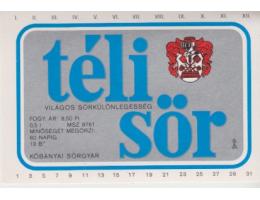 I. II. III. IV. V. VI. VII. VIII. IX. X. XI. XII.
téli
VILÁGOS SÖRKÜLÖNLEGESSÉG
FOGY. ÁR: 8,50 Ft
0,5 l MSZ 8761
MINŐSÉGÉT MEGŐRZI:
60 NAPIG
13 B°
sör
KŐBÁNYAI SÖRGYÁR
1 3 5 7 9 11 13 15 17 19 21 23 25 27 29 31